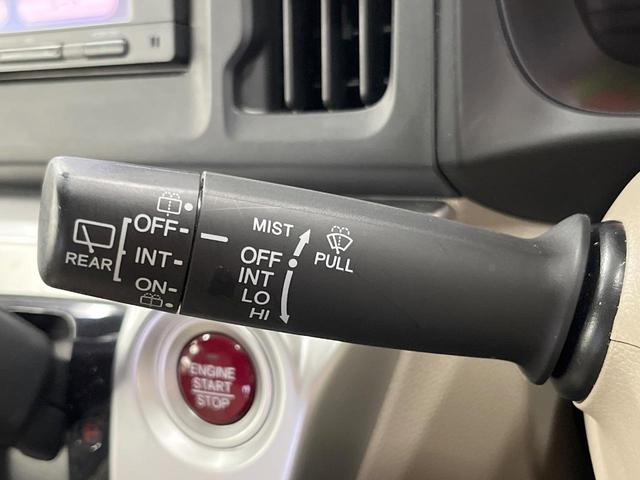 REAR
OFF
INT
ON
MIST
OFF
INT
LO
HI
PULL
ENGINE
START
STOP